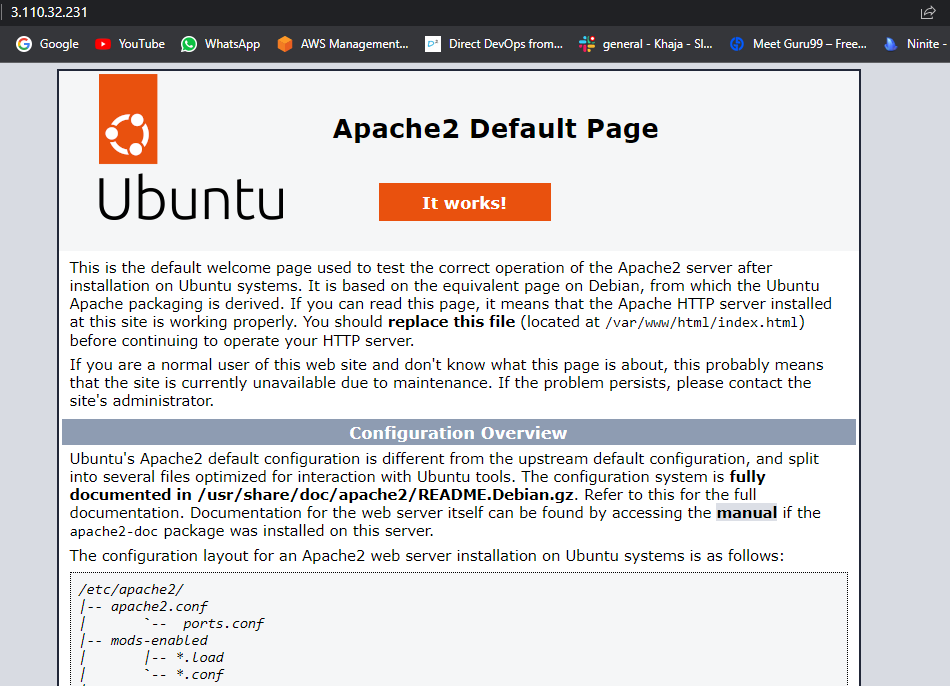 3.110.32.231
Google YouTube WhatsApp AWS Management... Direct DevOps from... general - Khaja - Sl... Meet Guru99 – Free... Ninite -
Apache2 Default Page
Ubuntu
It works!
This is the default welcome page used to test the correct operation of the Apache2 server after
installation on Ubuntu systems. It is based on the equivalent page on Debian, from which the Ubuntu
Apache packaging is derived. If you can read this page, it means that the Apache HTTP server installed
at this site is working properly. You should replace this file (located at /var/www/html/index.html)
before continuing to operate your HTTP server.
If you are a normal user of this web site and don't know what this page is about, this probably means
that the site is currently unavailable due to maintenance. If the problem persists, please contact the
site's administrator.
Configuration Overview
Ubuntu's Apache2 default configuration is different from the upstream default configuration, and split
into several files optimized for interaction with Ubuntu tools. The configuration system is fully
documented in /usr/share/doc/apache2/README.Debian.gz. Refer to this for the full
documentation. Documentation for the web server itself can be found by accessing the manual if the
apache2-doc package was installed on this server.
The configuration layout for an Apache2 web server installation on Ubuntu systems is as follows:
/etc/apache2/
|-- apache2.conf
|       `--  ports.conf
|-- mods-enabled
|       |-- *.load
|       `-- *.conf